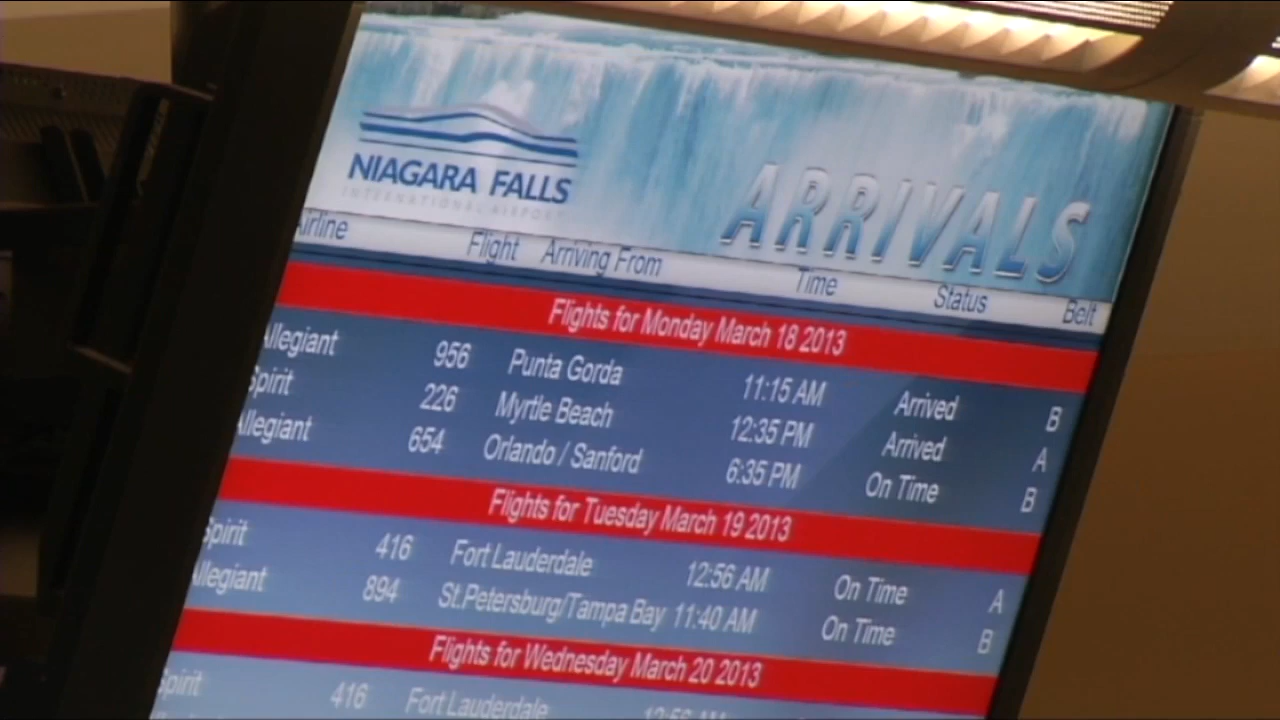 NIAGARA FALLS
INTERNATIONAL AIRPORT
ARRIVALS
Airline Flight Arriving From Time Status Belt
Flights for Monday March 18 2013
Allegiant 956 Punta Gorda 11:15 AM Arrived B
Spirit 226 Myrtle Beach 12:35 PM Arrived A
Allegiant 654 Orlando / Sanford 6:35 PM On Time B
Flights for Tuesday March 19 2013
Spirit 416 Fort Lauderdale 12:56 AM On Time A
Allegiant 894 St.Petersburg/Tampa Bay 11:40 AM On Time B
Flights for Wednesday March 20 2013
Spirit 416 Fort Lauderdale 12:56 AM